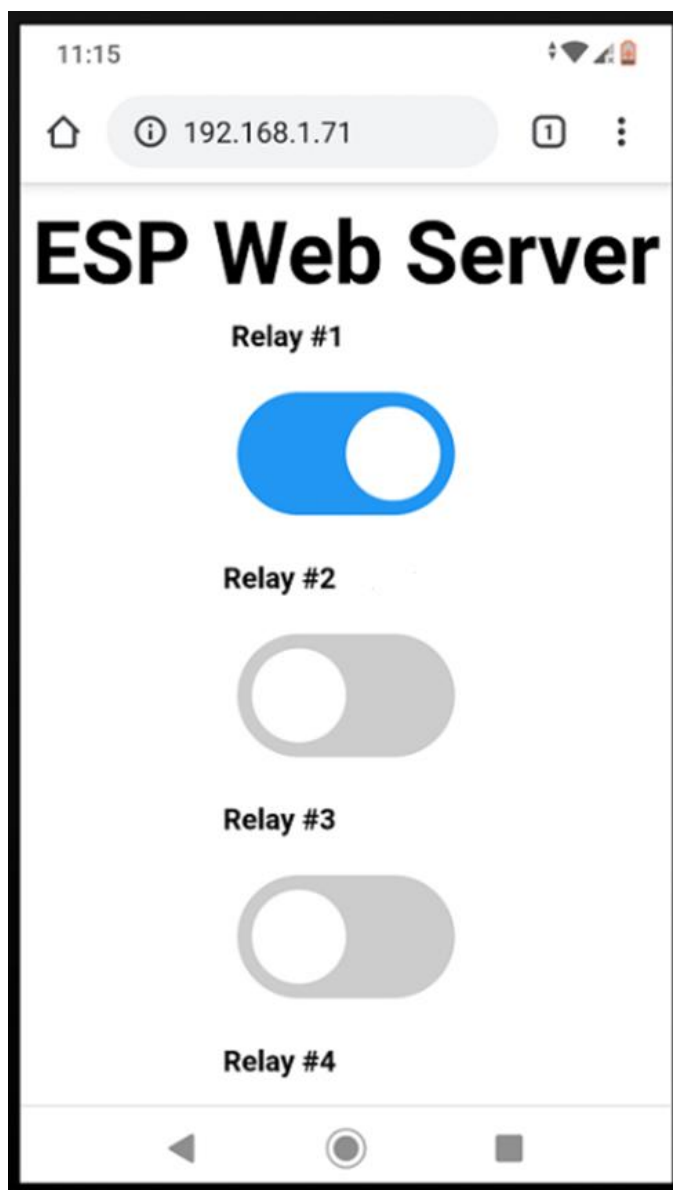 11:15
192.168.1.71
1
ESP Web Server
Relay #1
Relay #2
Relay #3
Relay #4